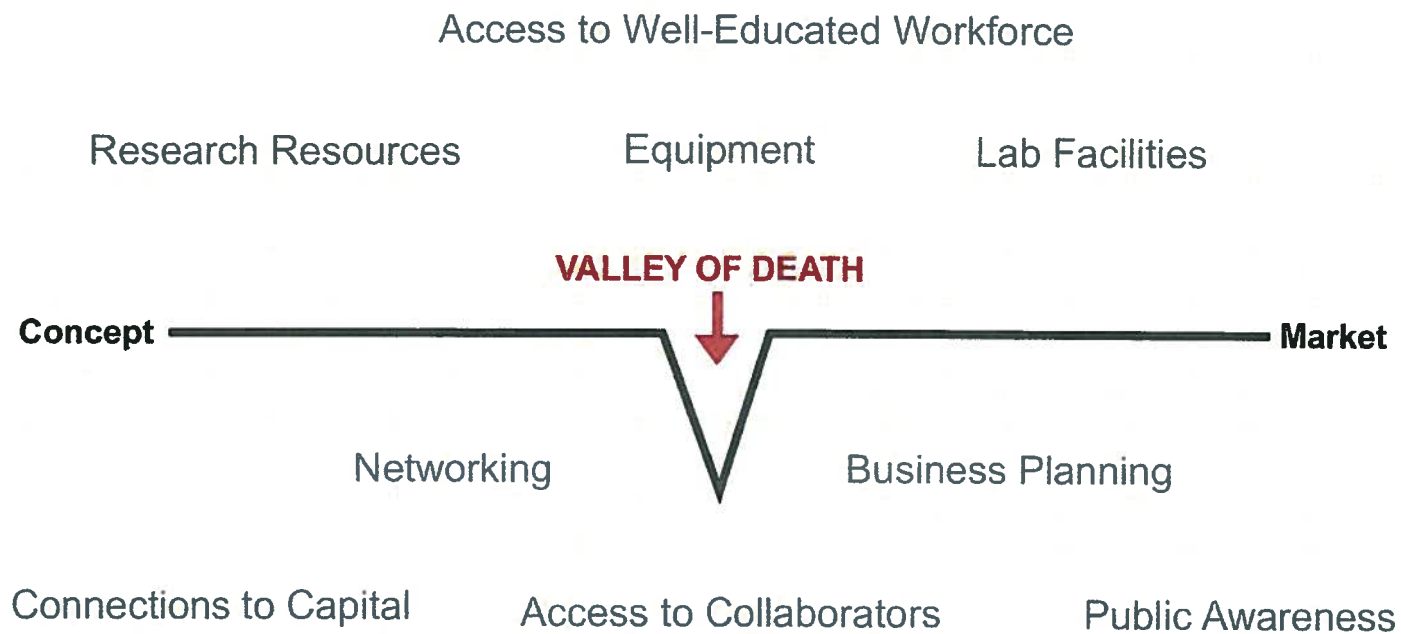 Access to Well-Educated Workforce
Research Resources
Equipment
Lab Facilities
VALLEY OF DEATH
Concept
Market
Networking
Business Planning
Connections to Capital
Access to Collaborators
Public Awareness